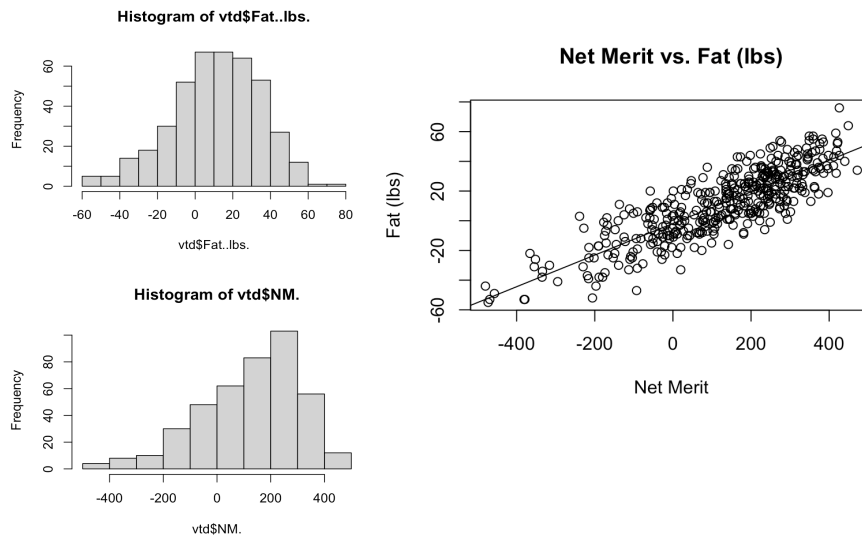 Histogram of vtd$Fat..lbs.
Frequency
0
20
40
60
-60 -40 -20 0 20 40 60 80
vtd$Fat..lbs.
Histogram of vtd$NM.
Frequency
0
20
40
60
80
-400 -200 0 200 400
vtd$NM.
Net Merit vs. Fat (lbs)
Fat (lbs)
-60
-20
20
60
-400 -200 0 200 400
Net Merit